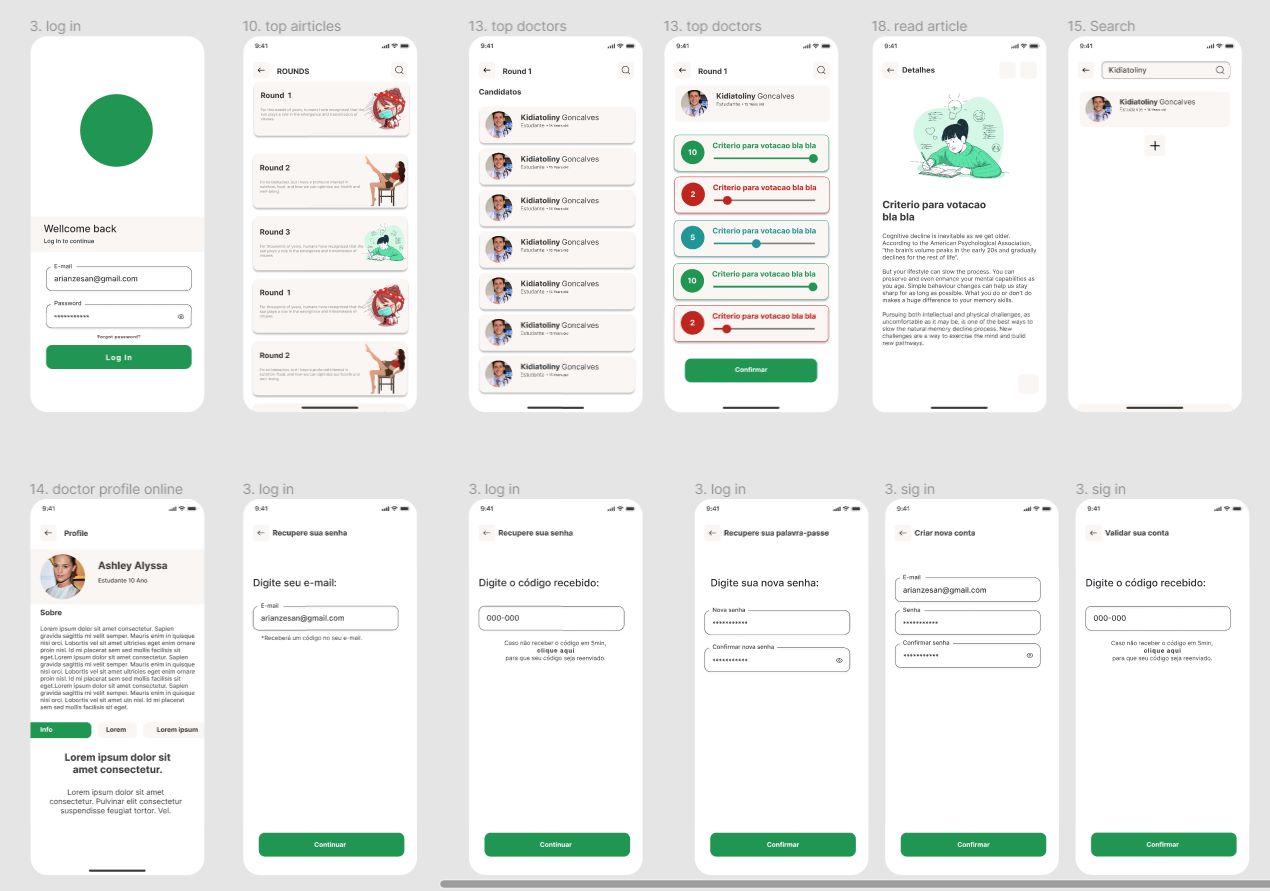 3. log in
Wellcome back
Log in to continue
E-mail
arianzesan@gmail.com
Password
***********
Forgot password?
Log In
10. top airticles
9:41
ROUNDS
Round 1
For thousands of years, humans have recognised that the
sun plays a role in the emergence and transmission of
viruses.
Round 2
Round 3
For thousands of years, humans have recognised that the
sun plays a role in the emergence and transmission of
viruses.
Round 1
For thousands of years, humans have recognised that the
sun plays a role in the emergence and transmission of
viruses.
Round 2
13. top doctors
9:41
Round 1
Candidatos
Kidiatoliny Goncalves
Estudante • 15 Years old
Kidiatoliny Goncalves
Estudante • 15 Years old
Kidiatoliny Goncalves
Estudante • 15 Years old
Kidiatoliny Goncalves
Estudante • 15 Years old
Kidiatoliny Goncalves
Estudante • 15 Years old
Kidiatoliny Goncalves
Estudante • 15 Years old
Kidiatoliny Goncalves
Estudante • 15 Years old
13. top doctors
9:41
Round 1
Kidiatoliny Goncalves
Estudante • 15 Years old
10 Criterio para votacao bla bla
2 Criterio para votacao bla bla
5 Criterio para votacao bla bla
10 Criterio para votacao bla bla
2 Criterio para votacao bla bla
Confirmar
18. read article
9:41
Detalhes
Criterio para votacao
bla bla
Cognitive decline is inevitable as we get older.
According to the American Psychological Association,
"the brain's volume peaks in the early 20s and gradually
declines for the rest of life".
But your lifestyle can slow the process. You can
preserve and even enhance your mental capabilities as
you age. Simple behaviour changes can help us stay
sharp for as long as possible. What you do or don't do
makes a huge difference to your memory skills.
Pursuing both intellectual and physical challenges, as
uncomfortable as it may be, is one of the best ways to
slow the natural memory decline process. New
challenges are a way to exercise the mind and build
new pathways.
15. Search
9:41
Kidiatoliny
Kidiatoliny Goncalves
Estudante • 15 Years old
+
14. doctor profile online
9:41
Profile
Ashley Alyssa
Estudante 10 Ano
Sobre
Lorem ipsum dolor sit amet consectetur. Sapien
gravida sagittis mi velit semper. Mauris enim in quisque
nisi orci. Lobortis vel sit amet ultricies eget enim ornare
in. Id mi placerat sem sed mollis facilisis sit
eget.Lorem ipsum dolor sit amet consectetur. Sapien
gravida sagittis mi velit semper. Mauris enim in quisque
nisi orci. Lobortis vel sit amet ultricies eget enim ornare
in. Id mi placerat sem sed mollis facilisis sit
eget.Lorem ipsum dolor sit amet consectetur. Sapien
gravida sagittis mi velit semper. Mauris enim in quisque
nisi orci. Lobortis vel sit amet uin nisl. Id mi placerat
sem sed mollis facilisis sit eget.
Info
Lorem
Lorem ipsum
Lorem ipsum dolor sit
amet consectetur.
Lorem ipsum dolor sit amet
consectetur. Pulvinar elit consectetur
suspendisse feugiat tortor. Vel.
3. log in
9:41
Recupere sua senha
Digite seu e-mail:
E-mail
arianzesan@gmail.com
*Receberá um código no seu e-mail.
Continuar
3. log in
9:41
Recupere sua senha
Digite o código recebido:
000-000
Caso não receber o código em 5min,
clique aqui
para que seu código seja reenviado.
Continuar
3. log in
9:41
Recupere sua palavra-passe
Digite sua nova senha:
Nova senha
***********
Confirmar nova senha
***********
Confirmar
3. sig in
9:41
Criar nova conta
E-mail
arianzesan@gmail.com
Senha
***********
Confirmar senha
***********
Confirmar
3. sig in
9:41
Validar sua conta
Digite o código recebido:
000-000
Caso não receber o código em 5min,
clique aqui
para que seu código seja reenviado.
Confirmar